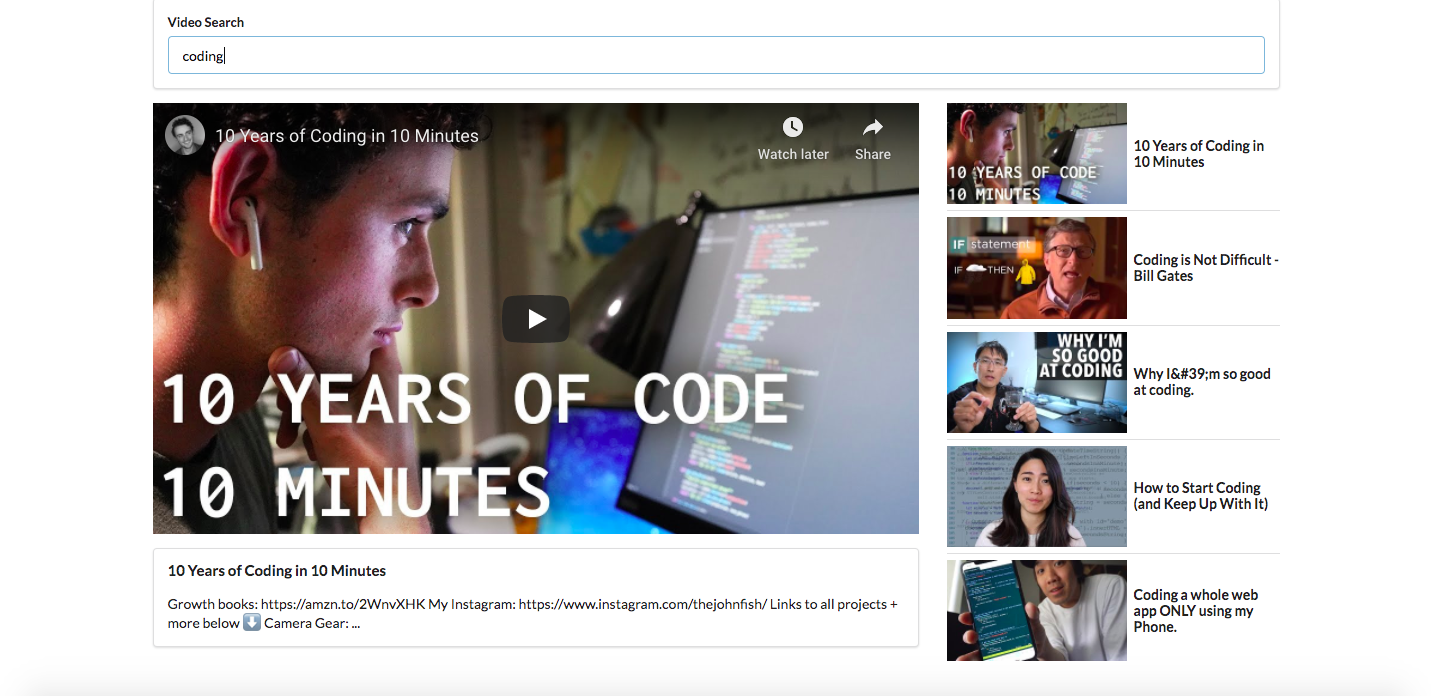 Video Search
coding
10 Years of Coding in 10 Minutes
Watch later
Share
10 YEARS OF CODE
10 MINUTES
10 Years of Coding in 10 Minutes
Growth books: https://amzn.to/2WnvXHK My Instagram: https://www.instagram.com/thejohnfish/ Links to all projects +
more below ⬇️ Camera Gear: ...
10 YEARS OF CODE
10 MINUTES
10 Years of Coding in
10 Minutes
IF statement
IF THEN
Coding is Not Difficult -
Bill Gates
WHY I'M
SO GOOD
AT CODING
Why I&#39;m so good
at coding.
How to Start Coding
(and Keep Up With It)
Coding a whole web
app ONLY using my
Phone.